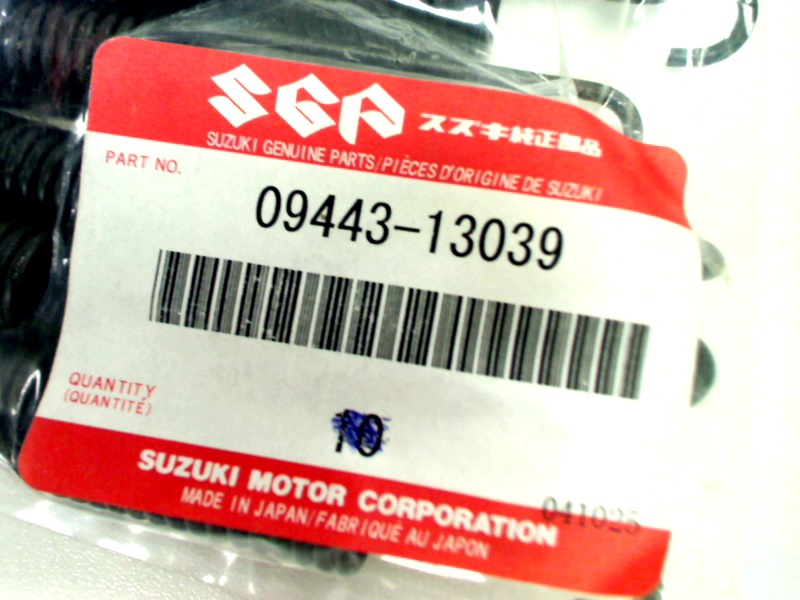 SGP スズキ純正部品
SUZUKI GENUINE PARTS/PIÈCES D'ORIGINE DE SUZUKI
PART NO.
09443-13039
QUANTITY
(QUANTITÉ)
10
SUZUKI MOTOR CORPORATION
041025
MADE IN JAPAN/FABRIQUÉ AU JAPON